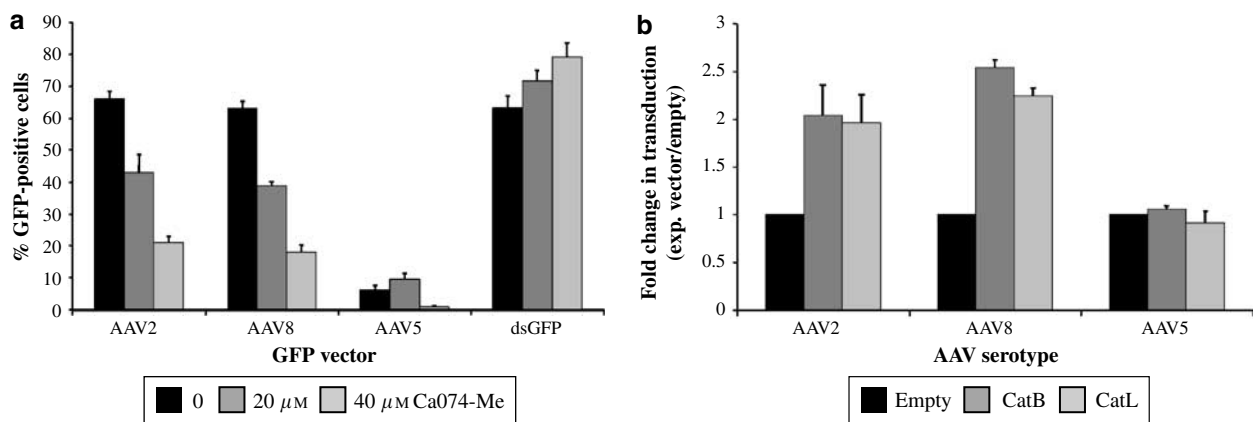 a
% GFP-positive cells
90
80
70
60
50
40
30
20
10
0
AAV2 AAV8 AAV5 dsGFP
GFP vector
0 20 μM 40 μM Ca074-Me
b
Fold change in transduction
(exp. vector/empty)
3
2.5
2
1.5
1
0.5
0
AAV2 AAV8 AAV5
AAV serotype
Empty CatB CatL